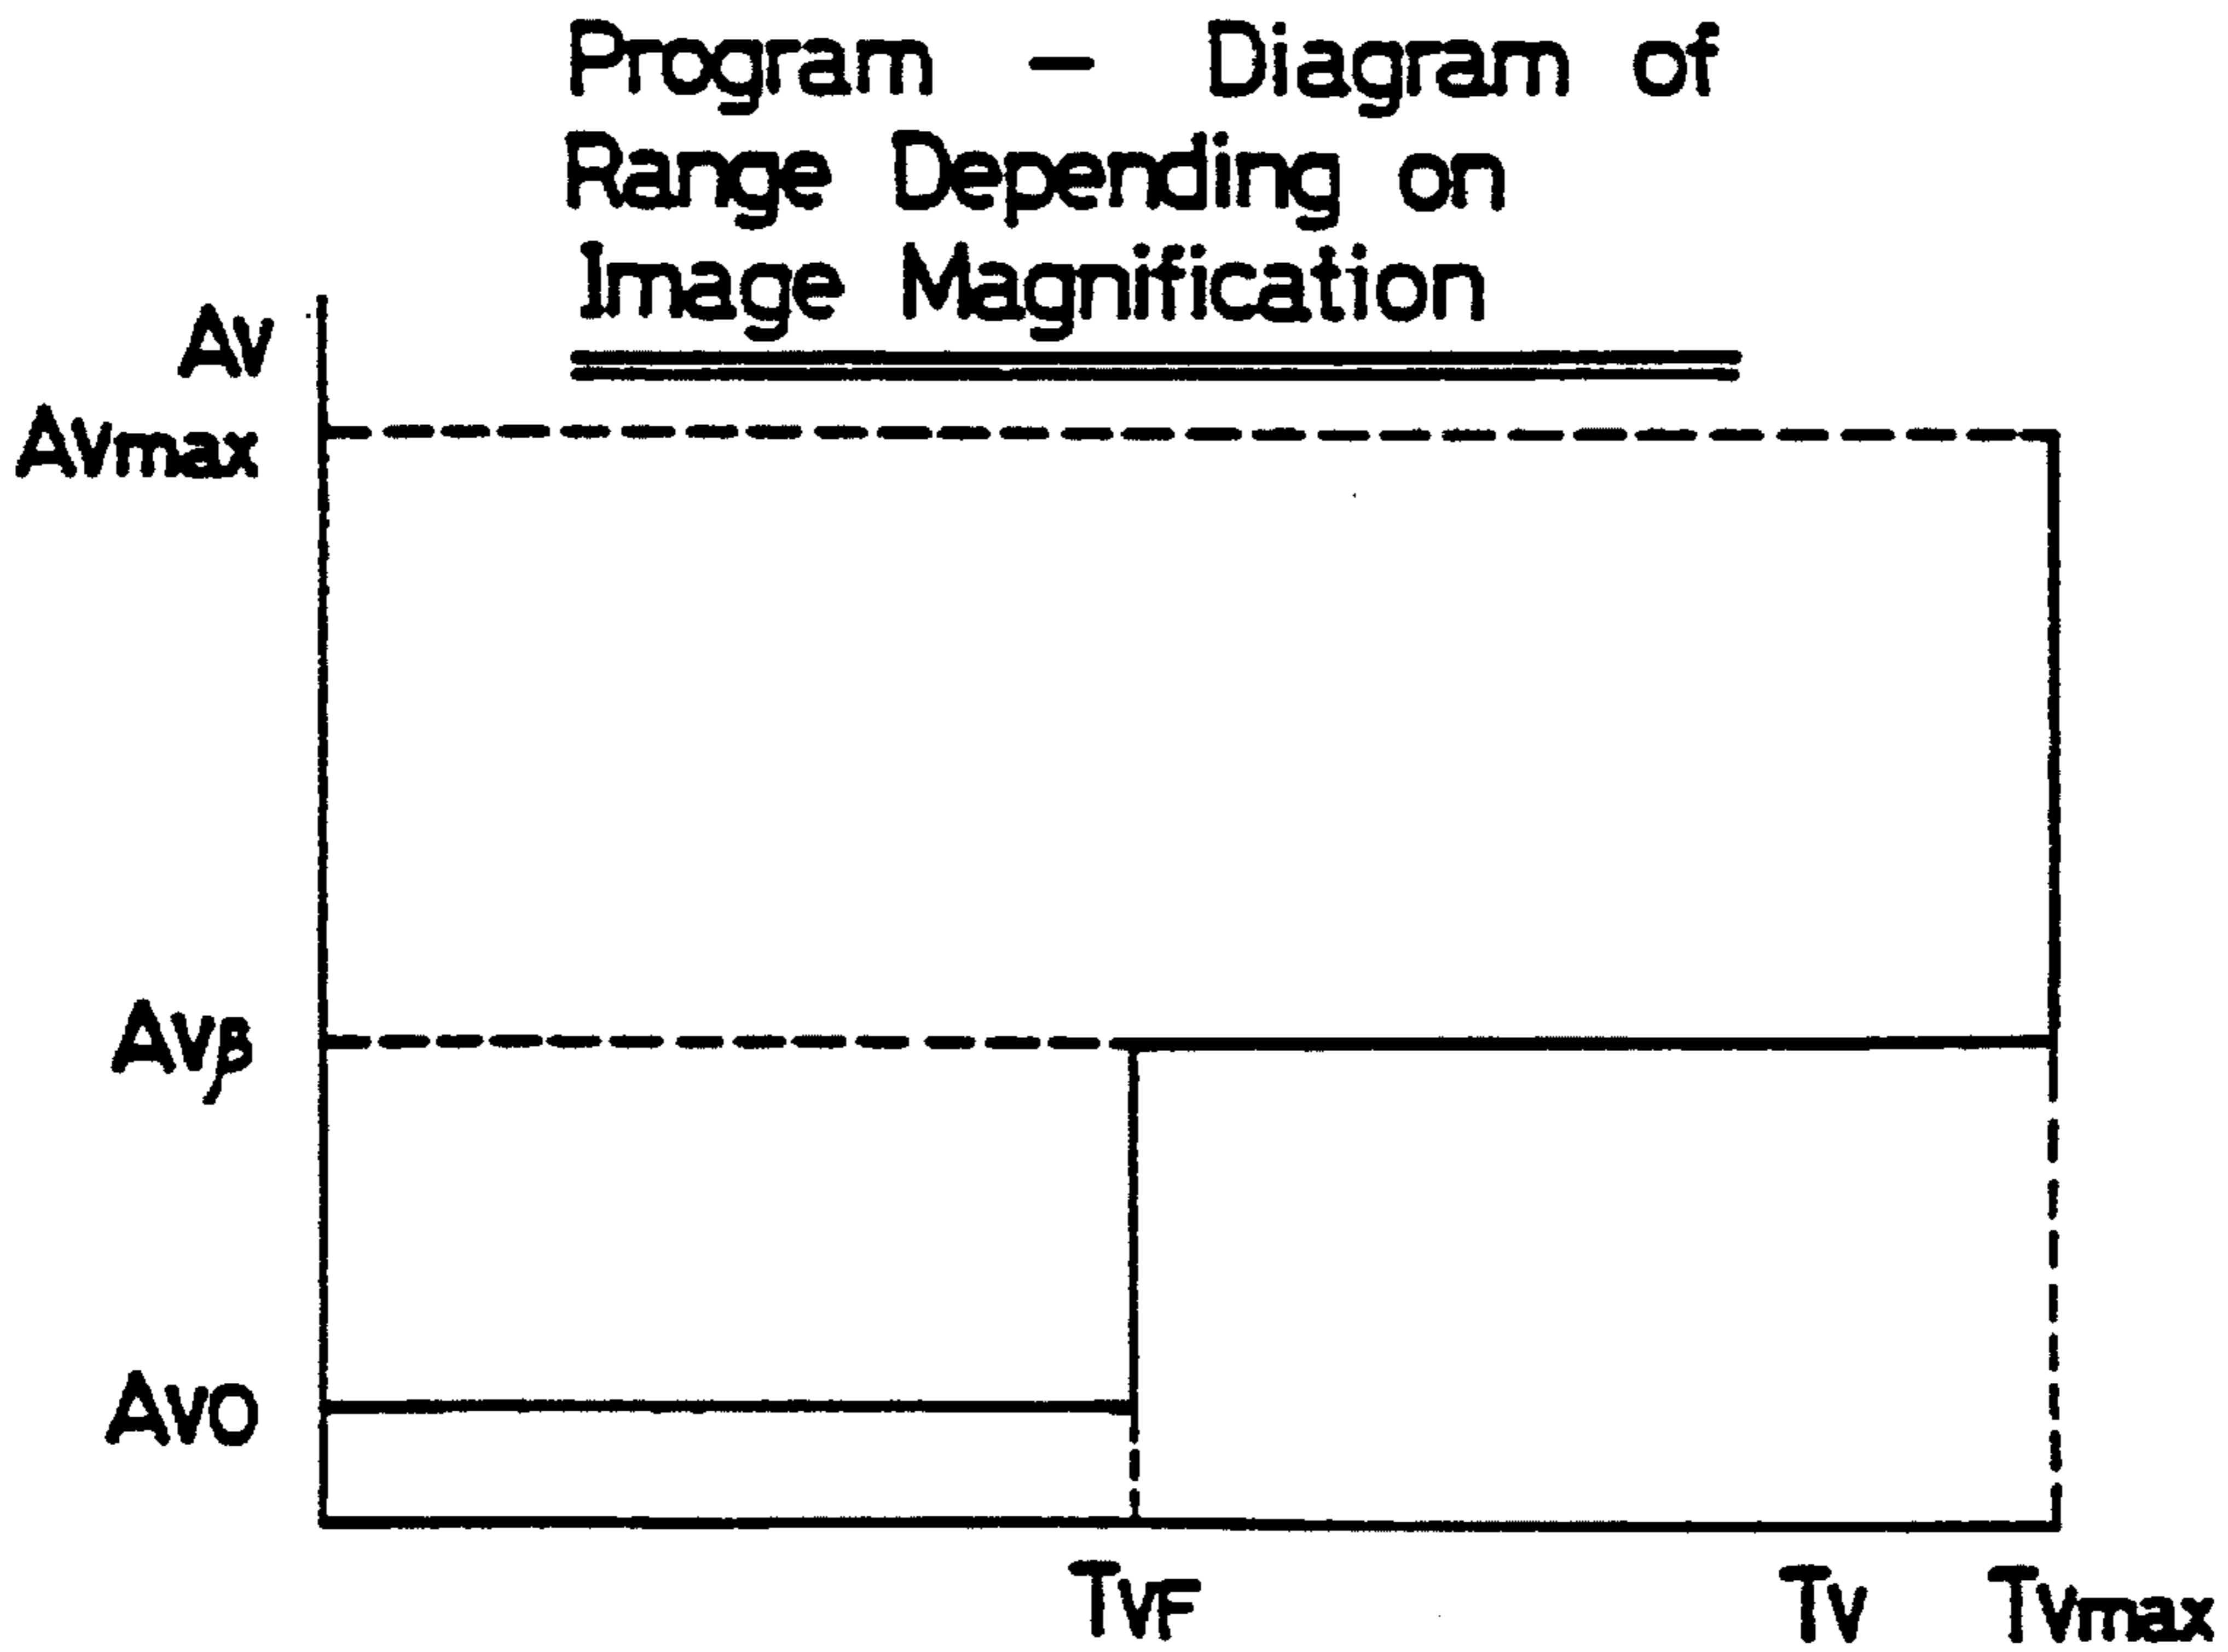 Program – Diagram of
Range Depending on
Image Magnification
AV
AVmax
AVβ
AVO
TVF
TV
TVmax